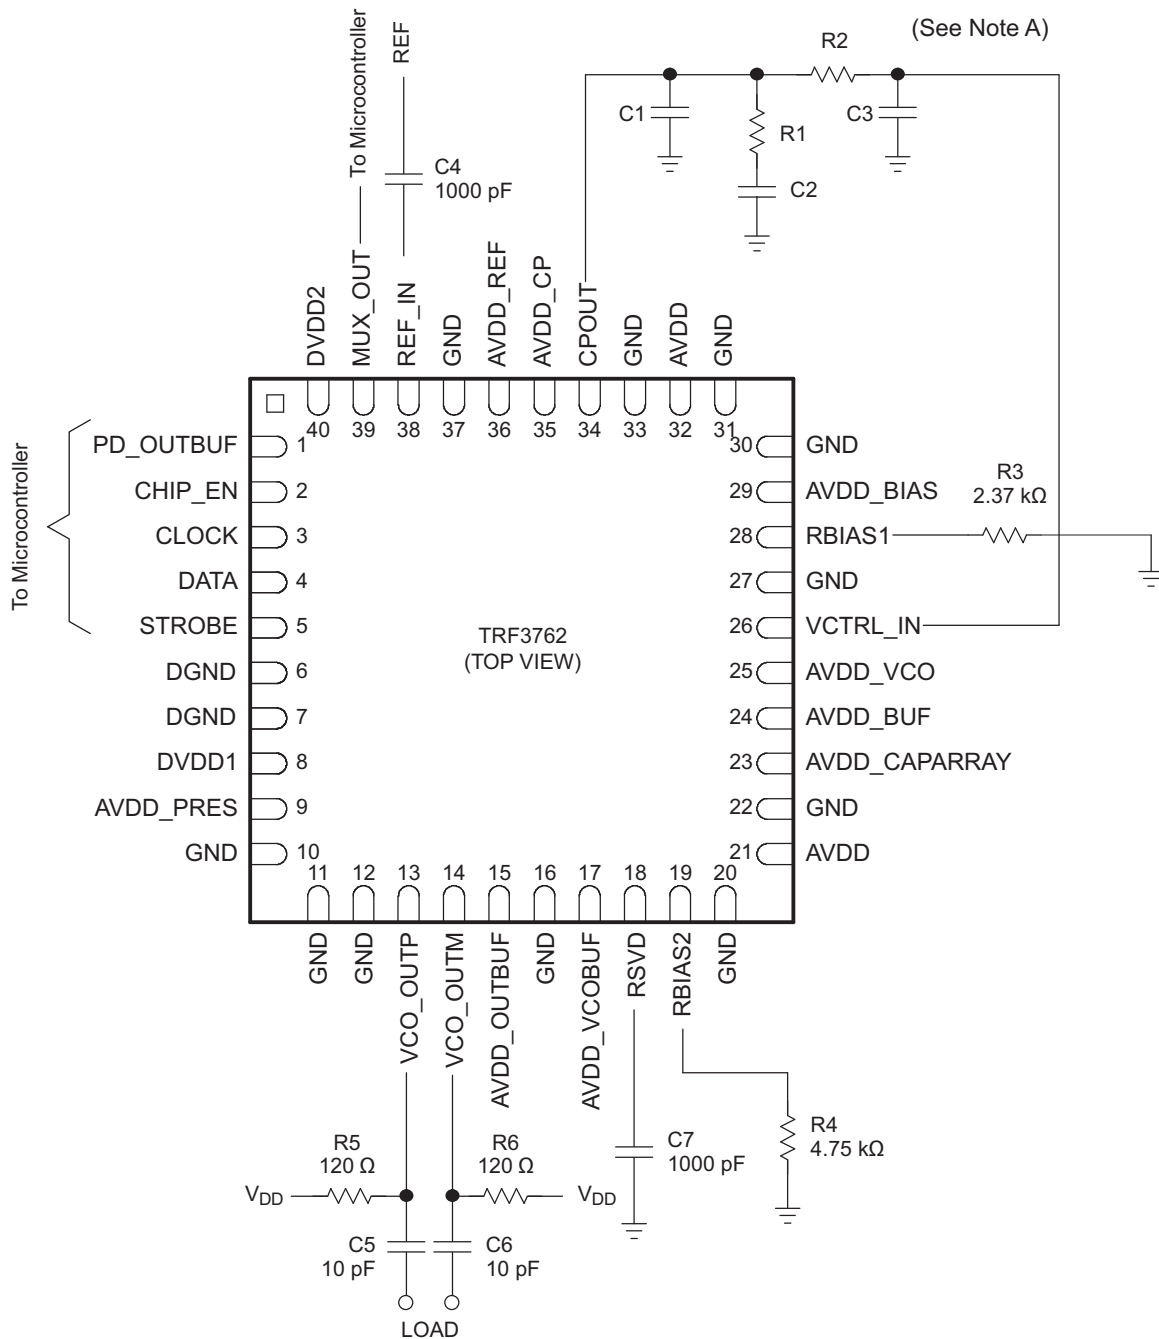 (See Note A)
To Microcontroller
REF
R2
C1
R1
C3
C2
C4
1000 pF
DVDD2
MUX_OUT
REF_IN
GND
AVDD_REF
AVDD_CP
CPOUT
GND
AVDD
GND
40
39
38
37
36
35
34
33
32
31
To Microcontroller
PD_OUTBUF
1
CHIP_EN
2
CLOCK
3
DATA
4
STROBE
5
DGND
6
DGND
7
DVDD1
8
AVDD_PRES
9
GND
10
TRF3762
(TOP VIEW)
30
GND
29
AVDD_BIAS
28
RBIAS1
27
GND
26
VCTRL_IN
25
AVDD_VCO
24
AVDD_BUF
23
AVDD_CAPARRAY
22
GND
21
AVDD
R3
2.37 kΩ
11
12
13
14
15
16
17
18
19
20
GND
GND
VCO_OUTP
VCO_OUTM
AVDD_OUTBUF
GND
AVDD_VCOBUF
RSVD
RBIAS2
GND
R5
120 Ω
R6
120 Ω
C7
1000 pF
R4
4.75 kΩ
VDD
VDD
C5
10 pF
C6
10 pF
LOAD